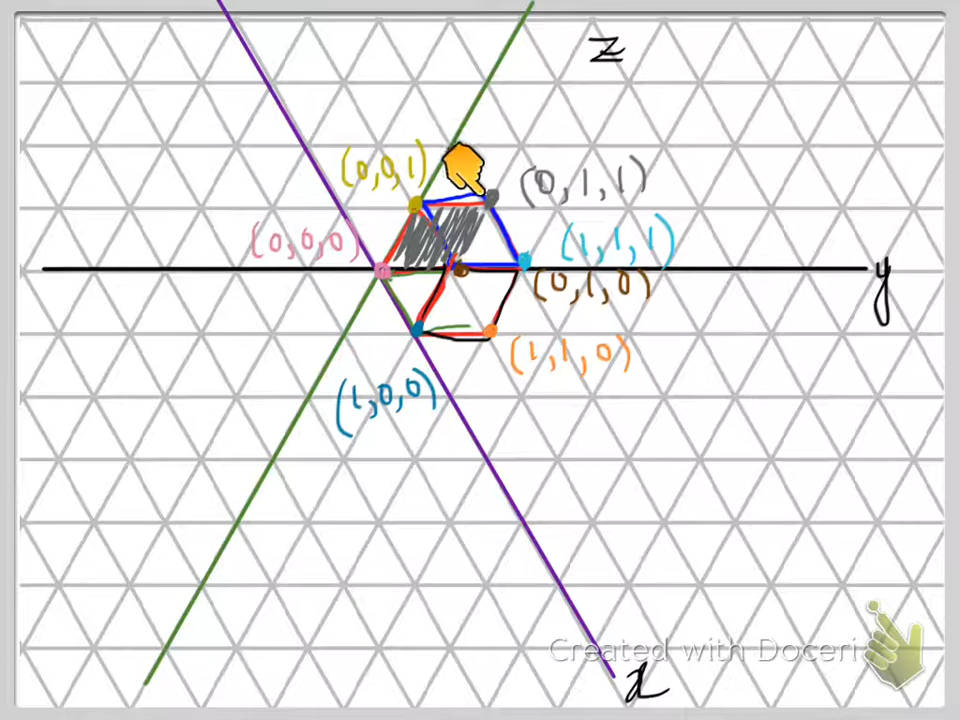 z
(0,0,1)
(0,1,1)
(0,0,0)
(1,1,1)
y
(0,1,0)
(1,1,0)
(1,0,0)
Created with Doceri
x